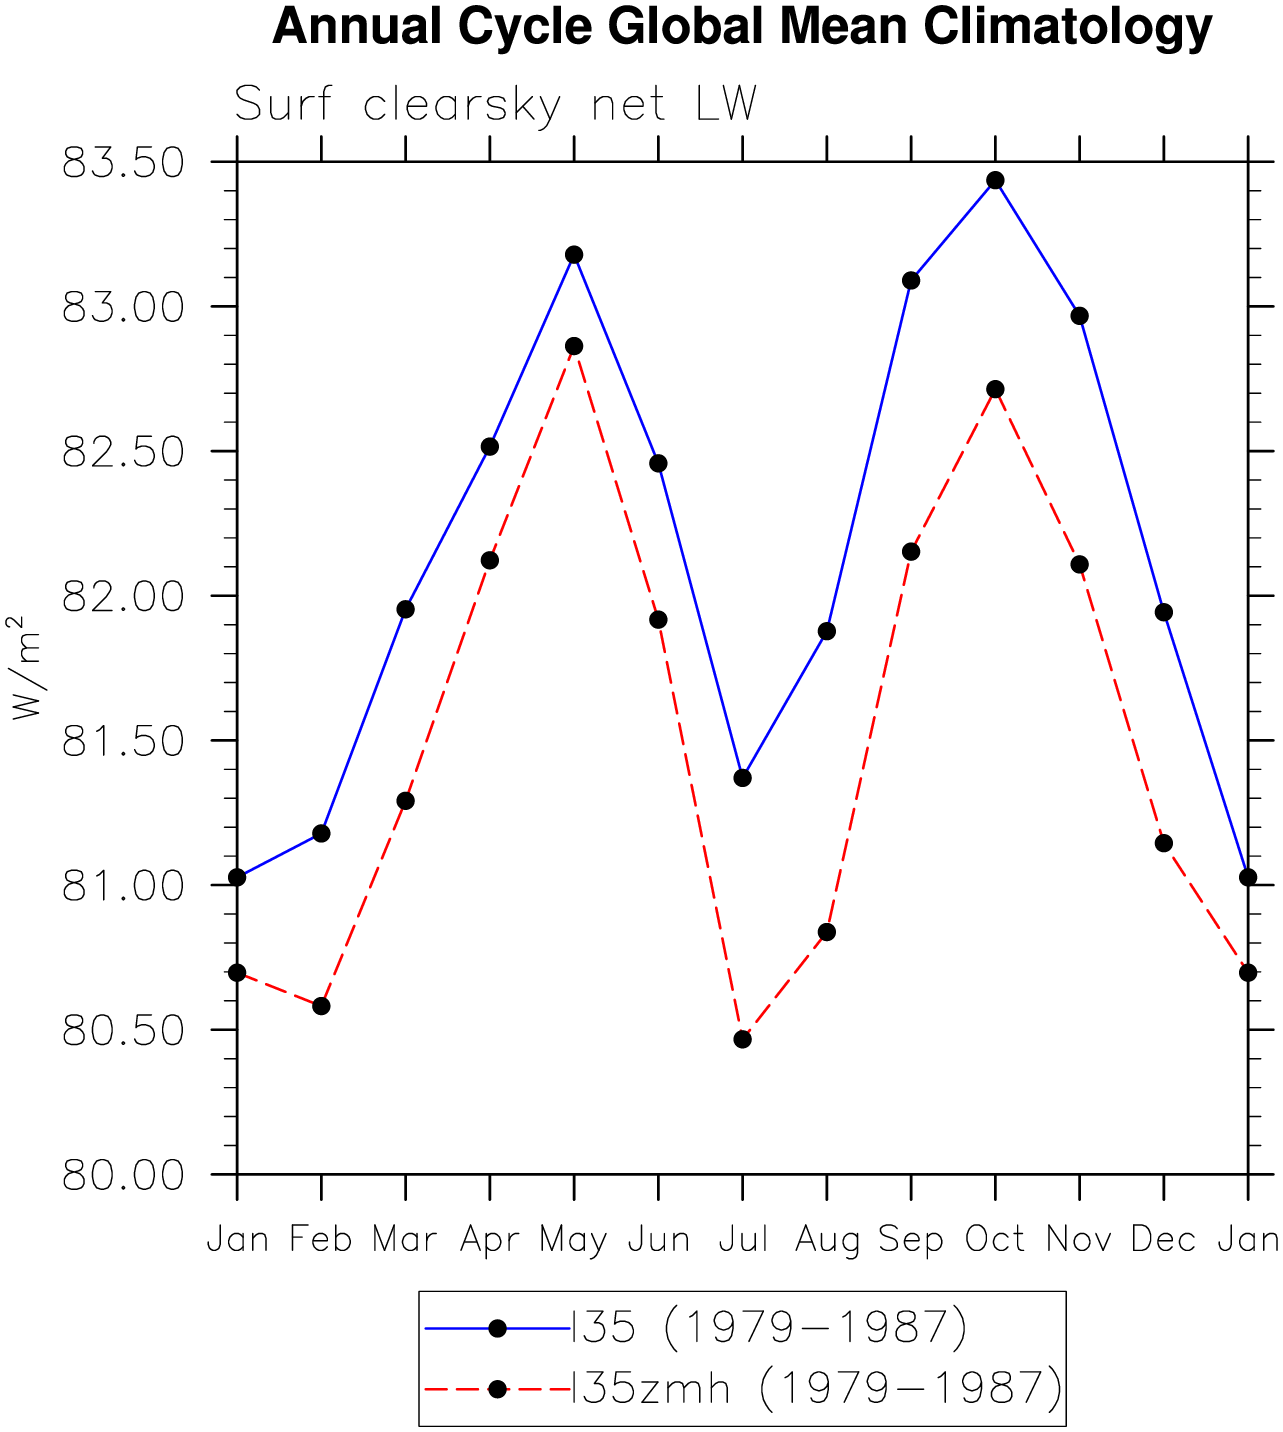 Annual Cycle Global Mean Climatology
Surf clearsky net LW
83.50
83.00
82.50
82.00
81.50
81.00
80.50
80.00
W/m²
Jan Feb Mar Apr May Jun Jul Aug Sep Oct Nov Dec Jan
I35 (1979-1987)
I35zmh (1979-1987)